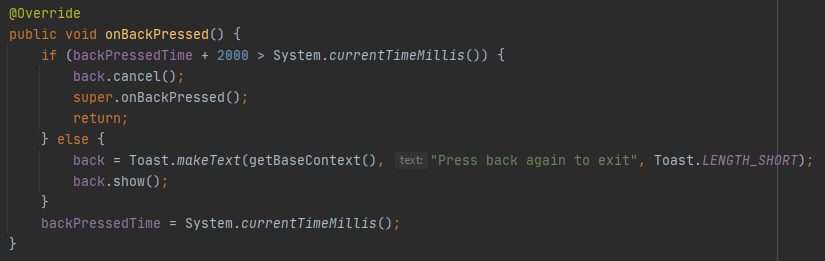 @Override
public void onBackPressed() {
    if (backPressedTime + 2000 > System.currentTimeMillis()) {
        back.cancel();
        super.onBackPressed();
        return;
    } else {
        back = Toast.makeText(getBaseContext(), text: "Press back again to exit", Toast.LENGTH_SHORT);
        back.show();
    }
    backPressedTime = System.currentTimeMillis();
}